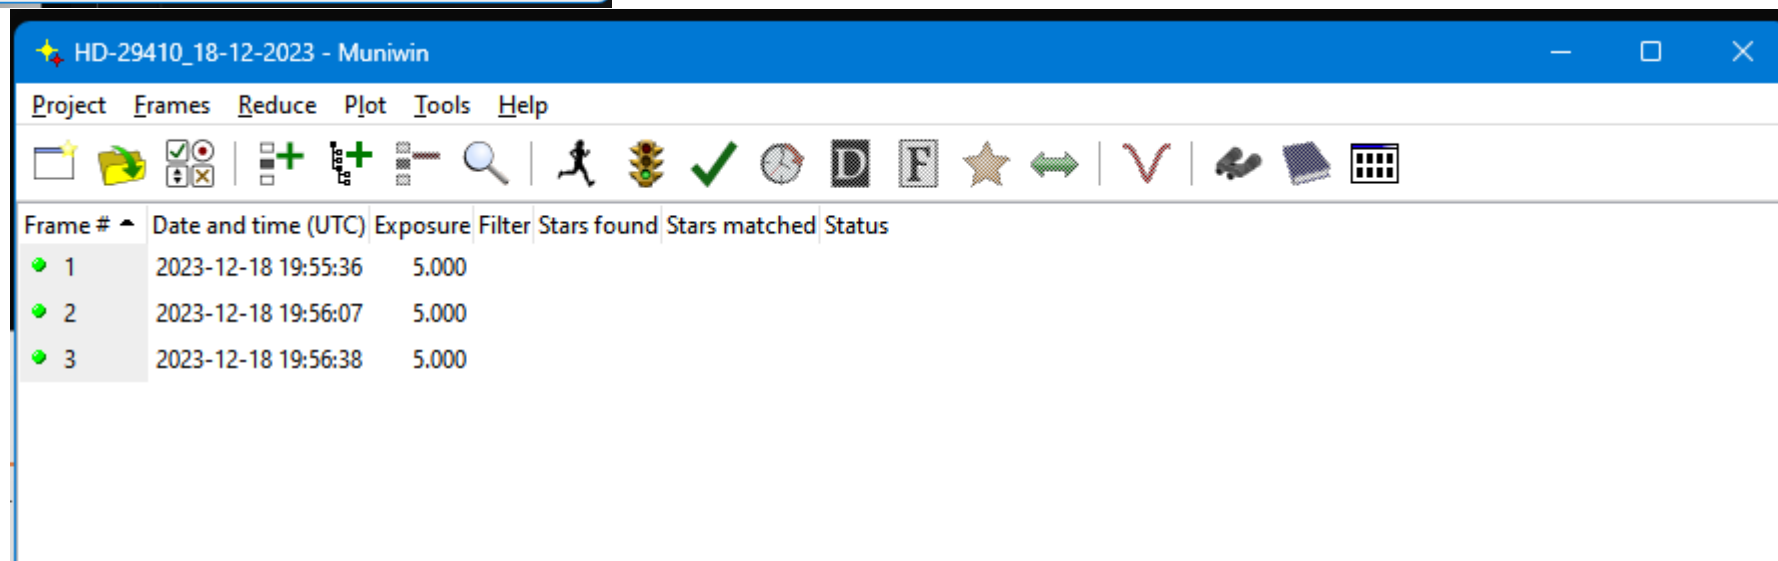 HD-29410_18-12-2023 - Muniwin
Project Frames Reduce Plot Tools Help
D F
Frame # Date and time (UTC) Exposure Filter Stars found Stars matched Status
1 2023-12-18 19:55:36 5.000
2 2023-12-18 19:56:07 5.000
3 2023-12-18 19:56:38 5.000